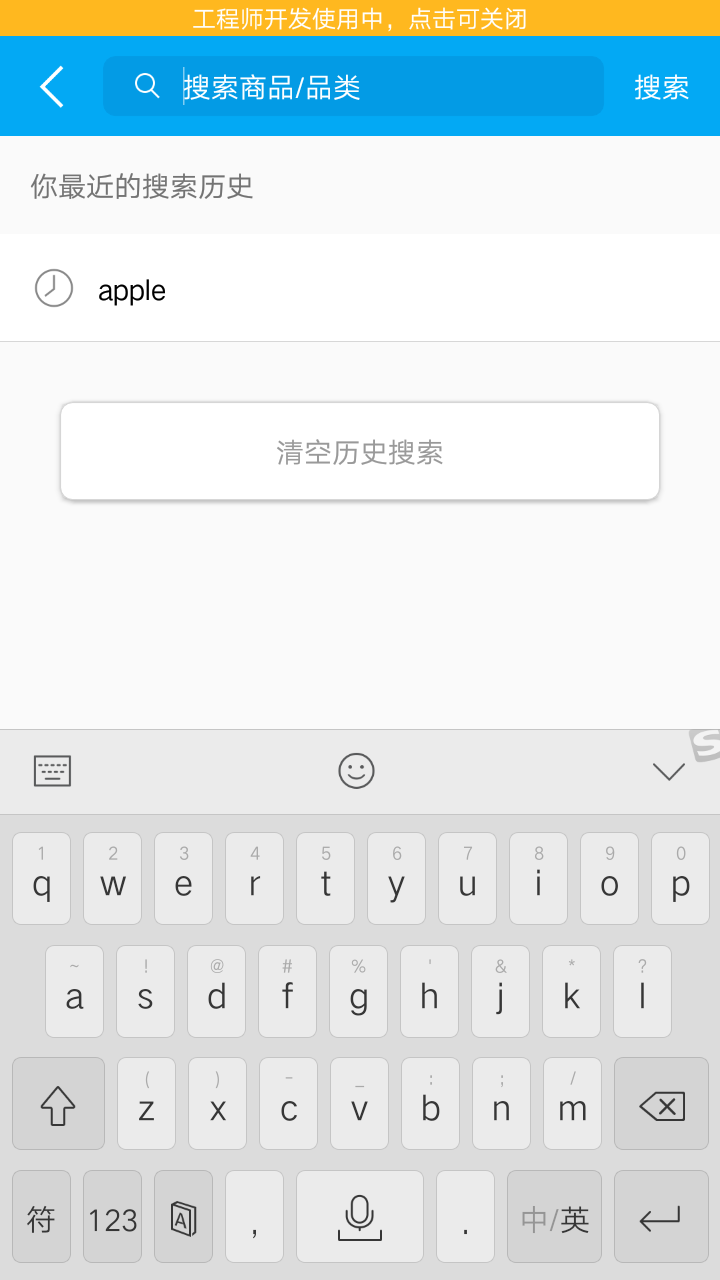 工程师开发使用中，点击可关闭
搜索商品/品类 搜索
你最近的搜索历史
apple
清空历史搜索
S
1 2 3 4 5 6 7 8 9 0
q w e r t y u i o p
~ ! @ # % ' & * ?
a s d f g h j k l
( ) - _ : ; /
z x c v b n m
符 123 A , . 中/英